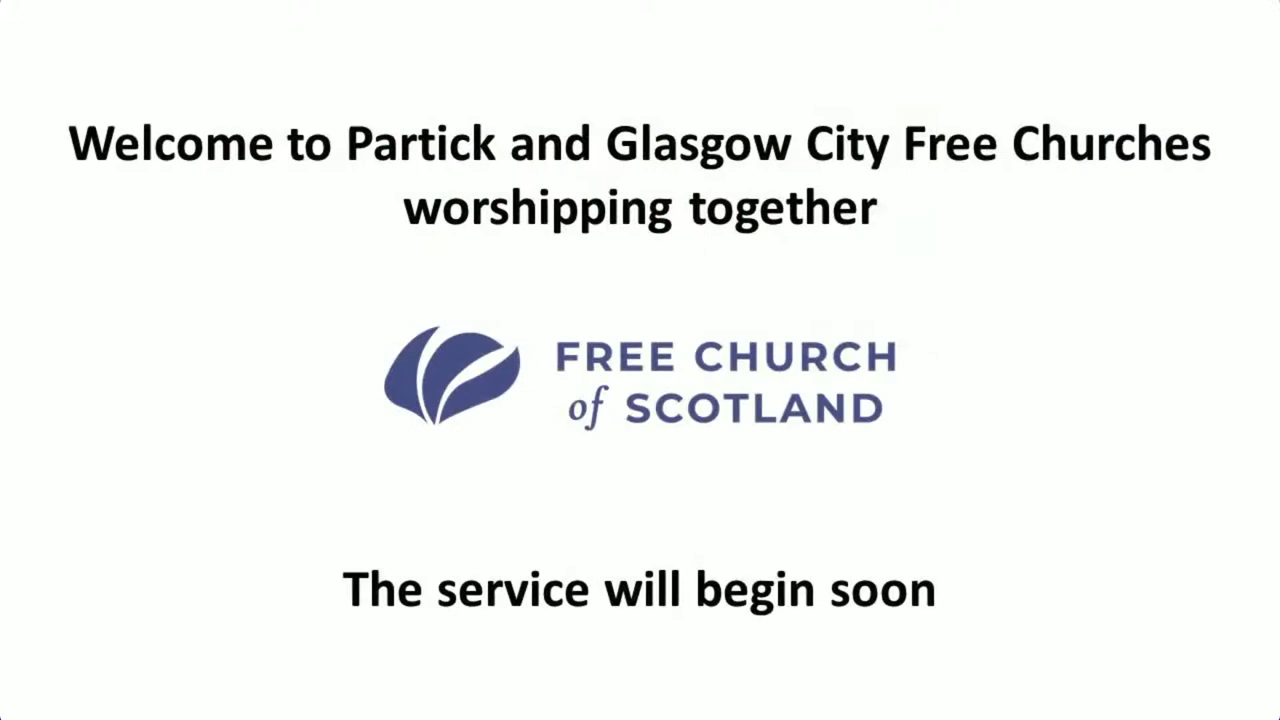 Welcome to Partick and Glasgow City Free Churches
worshipping together
FREE CHURCH
of SCOTLAND
The service will begin soon